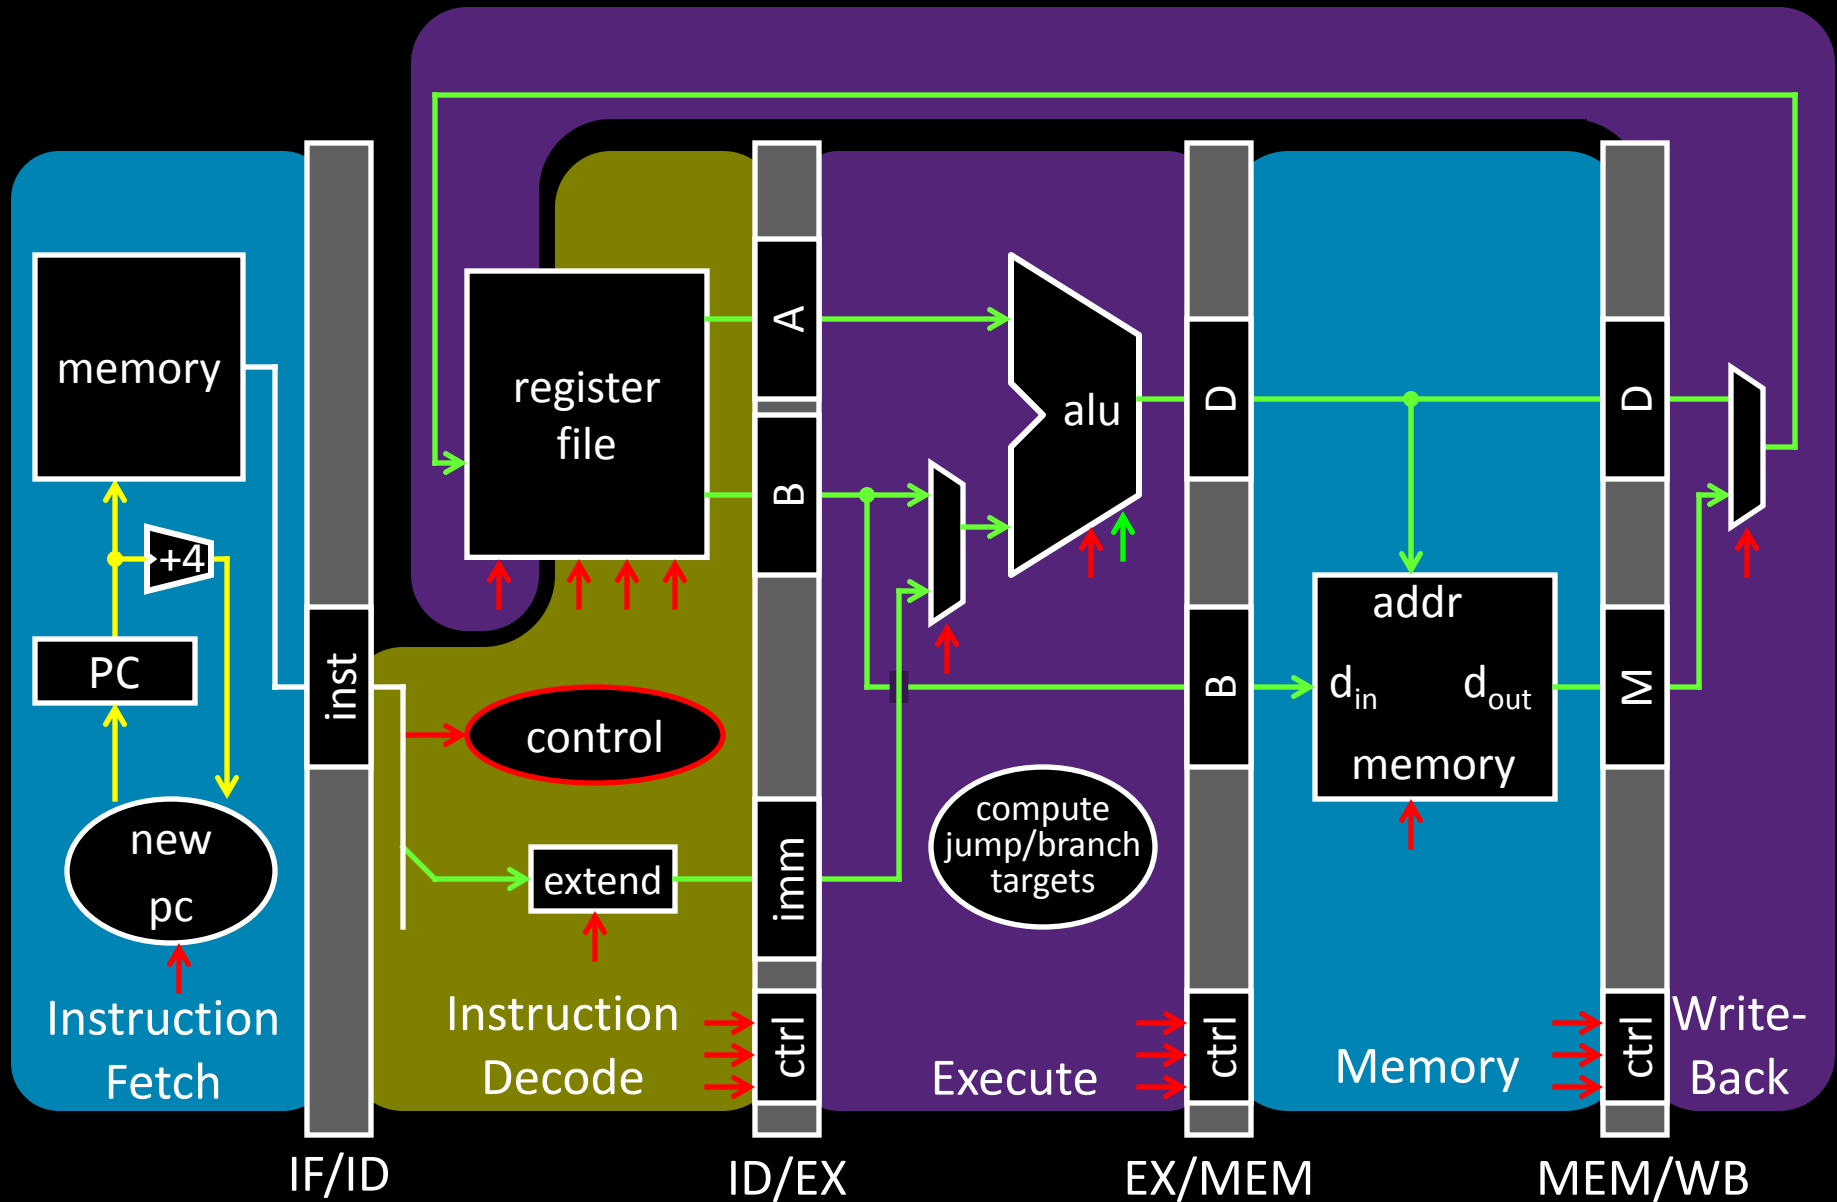 memory
+4
PC
new
pc
Instruction
Fetch
inst
IF/ID
register
file
control
extend
Instruction
Decode
A
B
imm
ctrl
ID/EX
alu
compute
jump/branch
targets
Execute
D
B
ctrl
EX/MEM
addr
din
dout
memory
Memory
D
M
ctrl
MEM/WB
Write-
Back